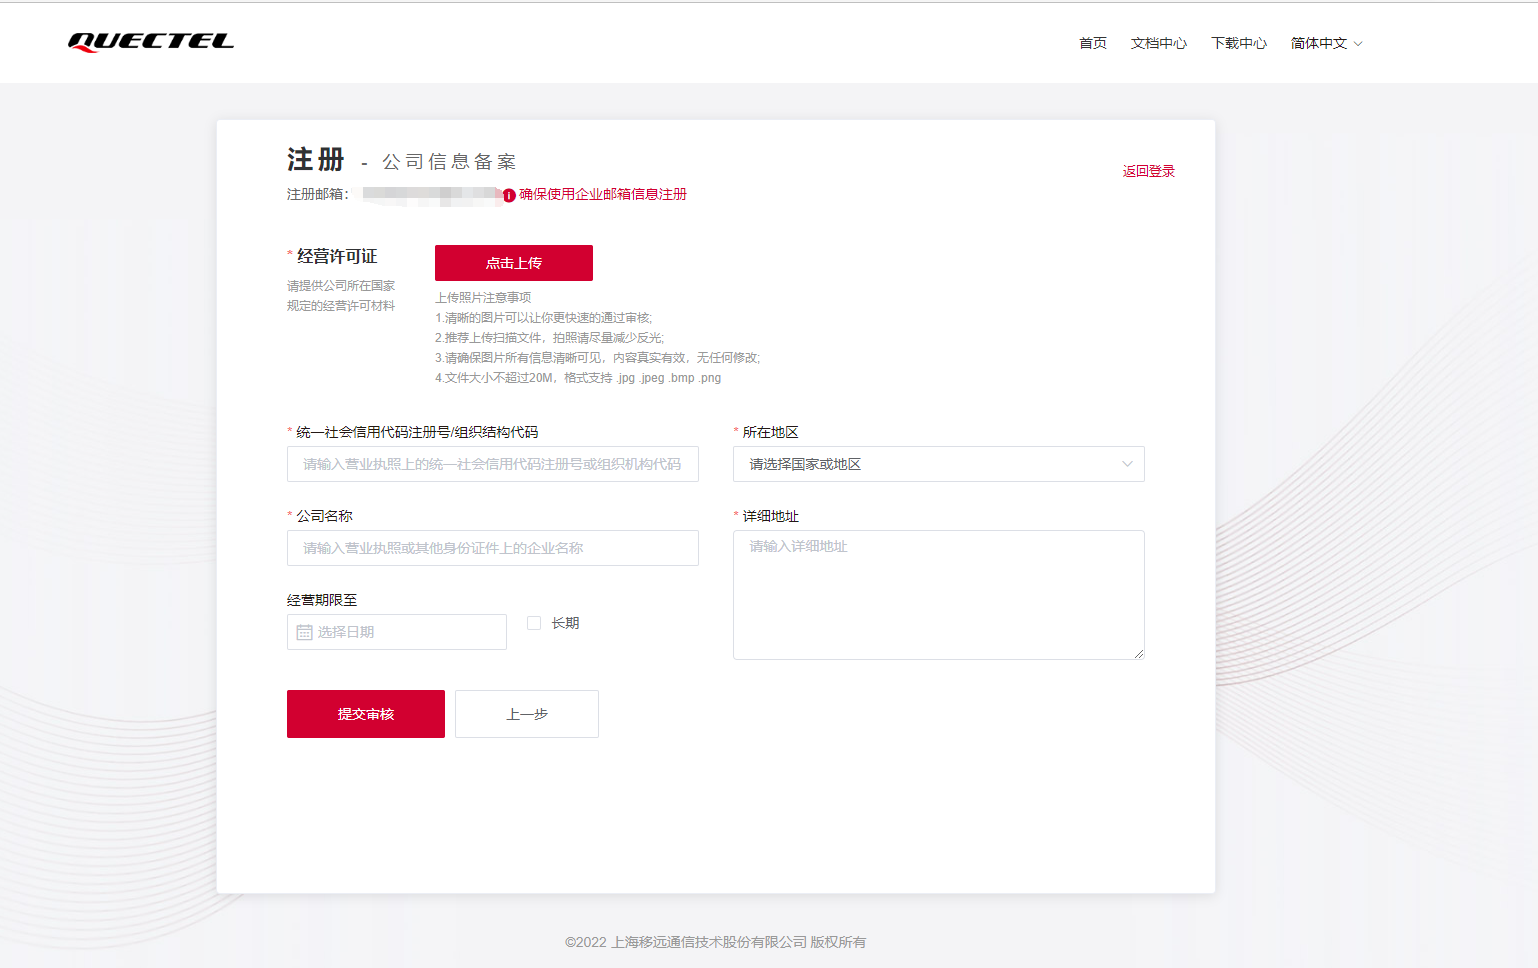 QUECTEL
首页 文档中心 下载中心 简体中文
注册 - 公司信息备案
返回登录
注册邮箱： 确保使用企业邮箱信息注册
* 经营许可证
请提供公司所在国家
规定的经营许可材料
点击上传
上传照片注意事项
1.清晰的图片可以让你更快速的通过审核;
2.推荐上传扫描文件，拍照请尽量减少反光;
3.请确保图片所有信息清晰可见，内容真实有效，无任何修改;
4.文件大小不超过20M，格式支持 .jpg .jpeg .bmp .png
* 统一社会信用代码注册号/组织结构代码
请输入营业执照上的统一社会信用代码注册号或组织机构代码
* 所在地区
请选择国家或地区
* 公司名称
请输入营业执照或其他身份证件上的企业名称
* 详细地址
请输入详细地址
经营期限至
选择日期
长期
提交审核
上一步
©2022 上海移远通信技术股份有限公司 版权所有